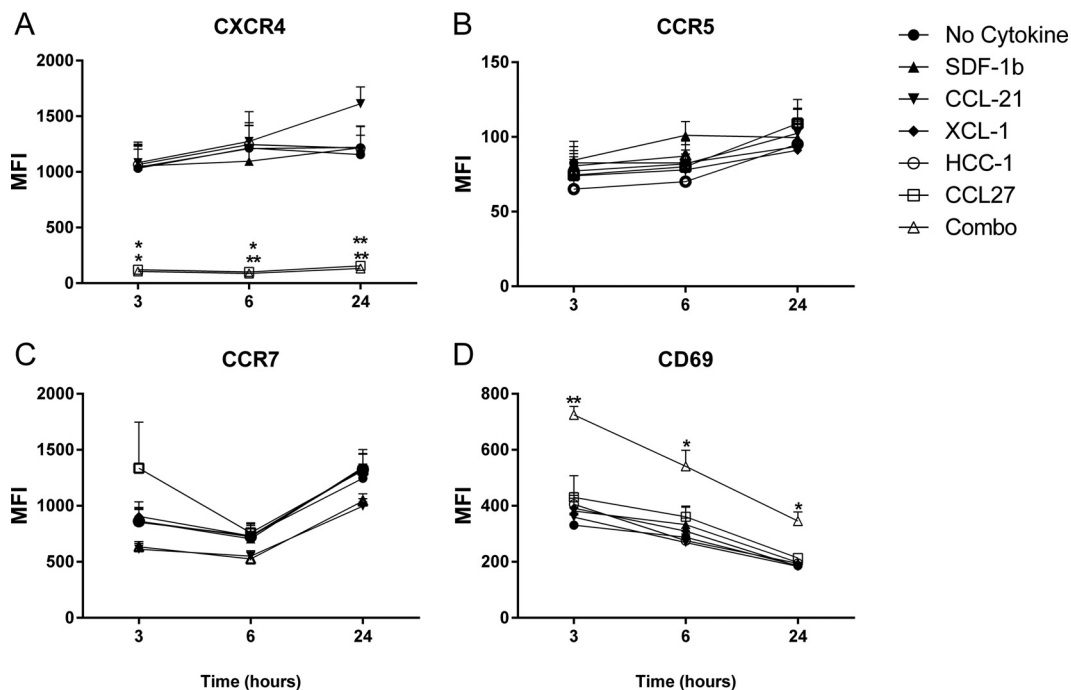 A
CXCR4
2000
1500
1000
500
0
MFI
*
*
*
**
**
**
3
6
24
B
CCR5
150
100
50
0
MFI
3
6
24
No Cytokine
SDF-1b
CCL-21
XCL-1
HCC-1
CCL27
Combo
C
CCR7
2000
1500
1000
500
0
MFI
3
6
24
Time (hours)
D
CD69
800
600
400
200
0
MFI
**
*
*
3
6
24
Time (hours)